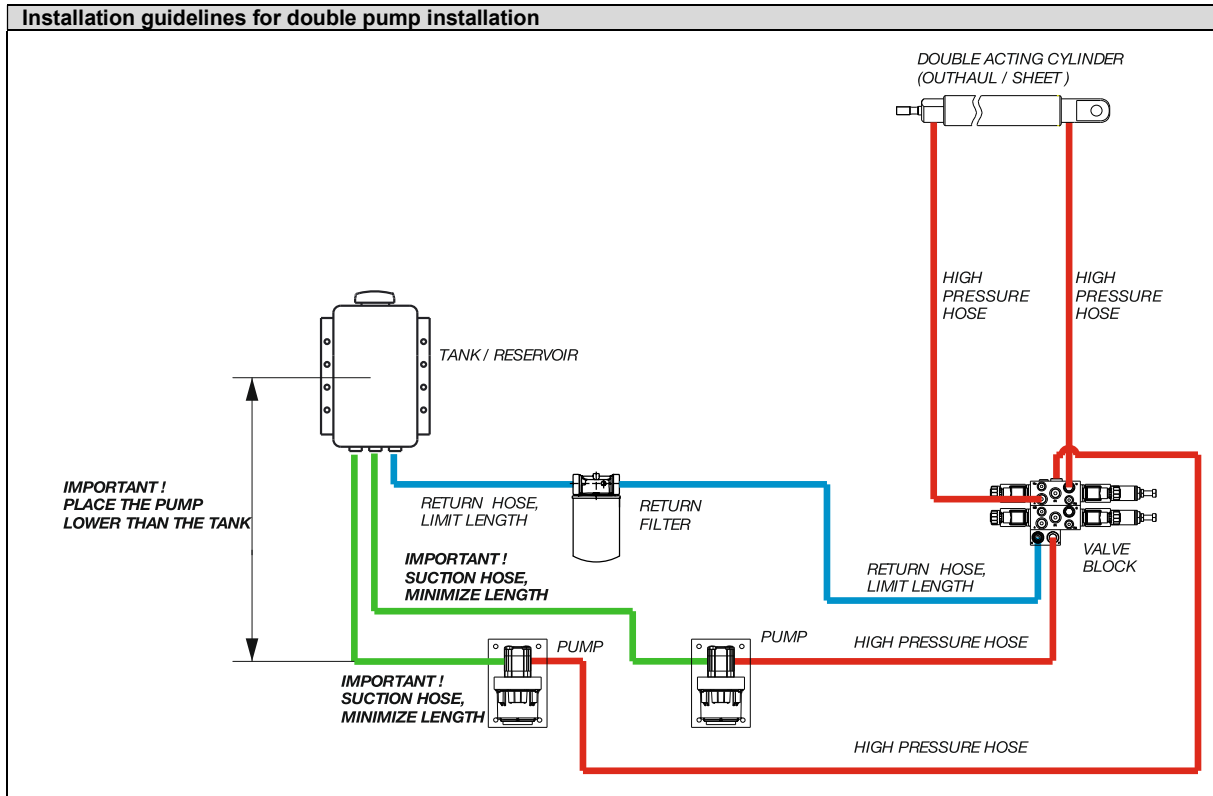 Installation guidelines for double pump installation
DOUBLE ACTING CYLINDER
(OUTHAUL / SHEET )
HIGH
PRESSURE
HOSE
HIGH
PRESSURE
HOSE
TANK / RESERVOIR
IMPORTANT !
PLACE THE PUMP
LOWER THAN THE TANK
RETURN HOSE,
LIMIT LENGTH
RETURN
FILTER
VALVE
BLOCK
IMPORTANT !
SUCTION HOSE,
MINIMIZE LENGTH
RETURN HOSE,
LIMIT LENGTH
PUMP
PUMP
HIGH PRESSURE HOSE
IMPORTANT !
SUCTION HOSE,
MINIMIZE LENGTH
HIGH PRESSURE HOSE